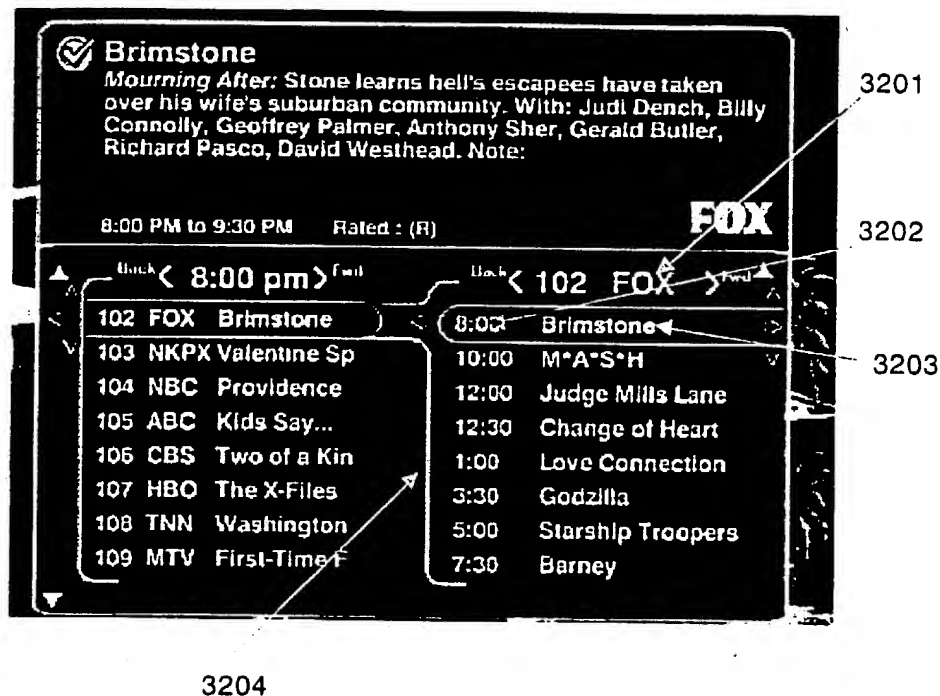 Brimstone
Mourning After: Stone learns hell's escapees have taken
over his wife's suburban community. With: Judi Dench, Billy
Connolly, Geoffrey Palmer, Anthony Sher, Gerald Butler,
Richard Pasco, David Westhead. Note:
8:00 PM to 9:30 PM Rated : (R)
FOX
Back < 8:00 pm > Fwd
102 FOX Brimstone
103 NKPX Valentine Sp
104 NBC Providence
105 ABC Kids Say...
106 CBS Two of a Kin
107 HBO The X-Files
108 TNN Washington
109 MTV First-Time F
Back < 102 FOX > Fwd
8:00 Brimstone
10:00 M*A*S*H
12:00 Judge Mills Lane
12:30 Change of Heart
1:00 Love Connection
3:30 Godzilla
5:00 Starship Troopers
7:30 Barney
3201
3202
3203
3204